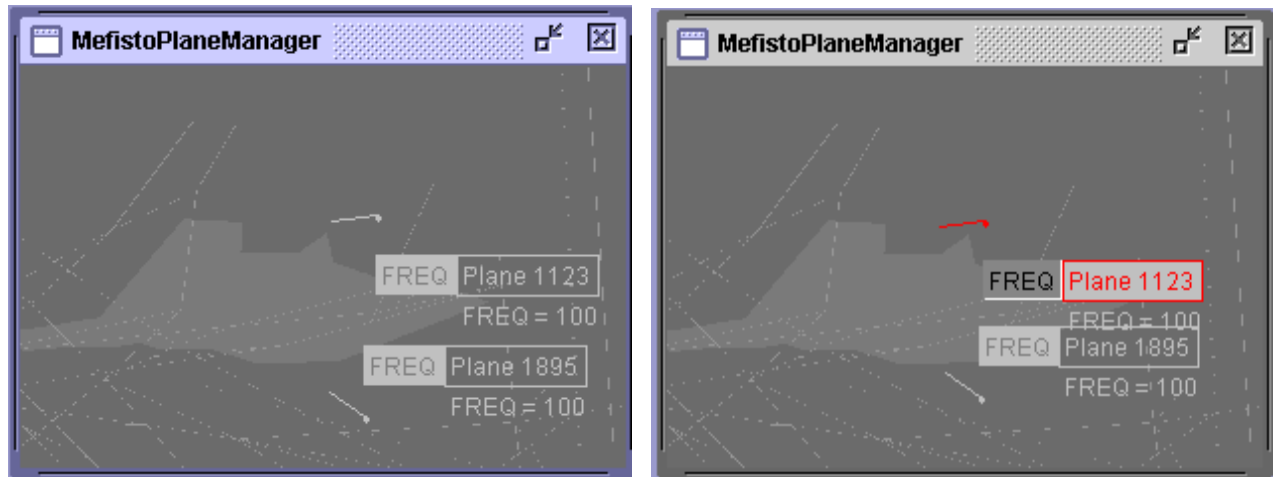 MefistoPlaneManager
FREQ Plane 1123
FREQ = 100
FREQ Plane 1895
FREQ = 100
MefistoPlaneManager
FREQ Plane 1123
FREQ = 100
FREQ Plane 1895
FREQ = 100